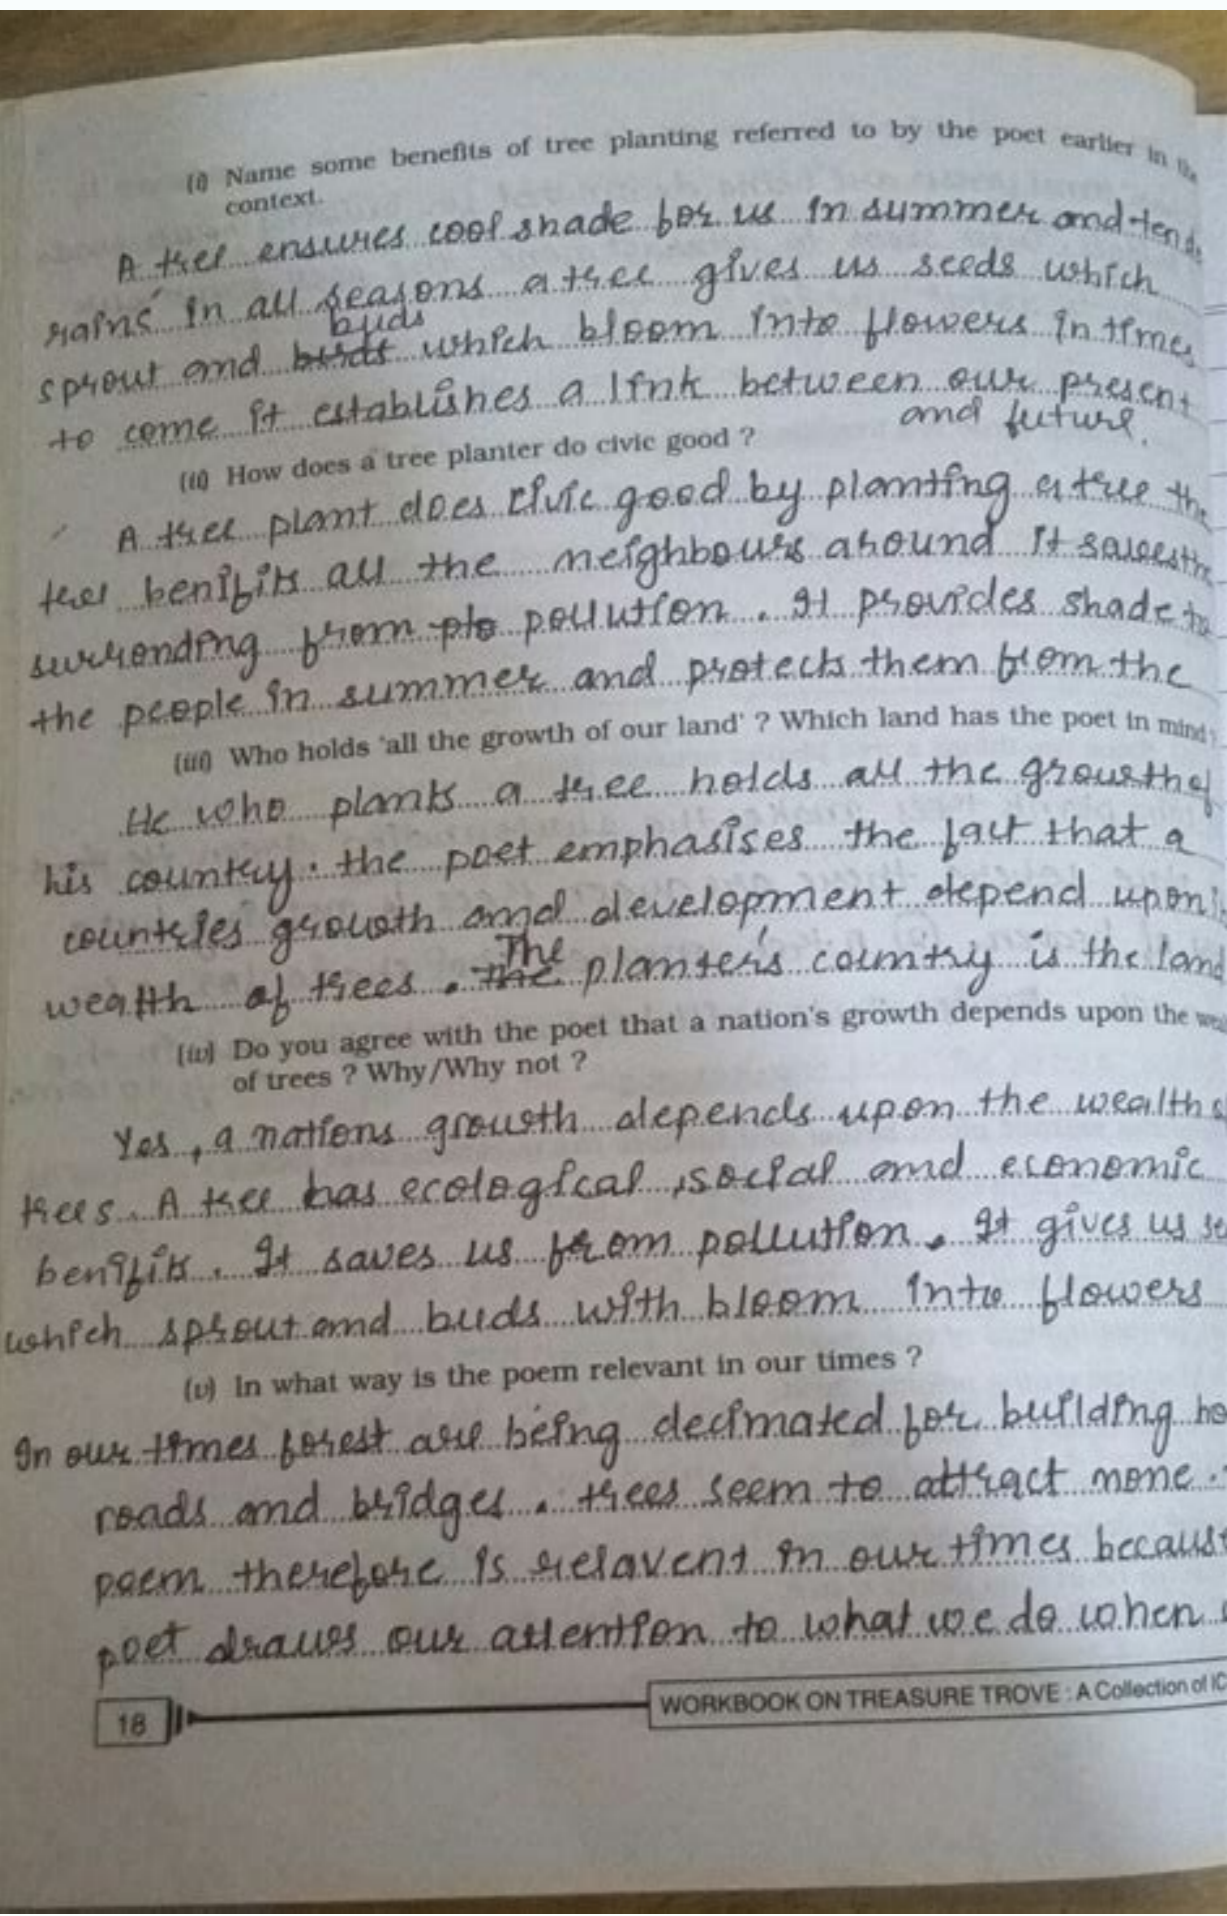 (i) Name some benefits of tree planting referred to by the poet earlier in the
context.
A tree ensures cool shade for us in summer and tends
rains in all seasons a tree gives us seeds which
buds
sprout and birds which bloom into flowers in times
to come it establishes a link between our present
and future.
(ii) How does a tree planter do civic good ?
A tree plant does civic good by planting a tree the
tree benifits all the neighbours around It saves the
surronding from plo pollution . It provides shade to
the people in summer and protects them from the
(iii) Who holds 'all the growth of our land' ? Which land has the poet in mind ?
He who plants a tree holds all the growth of
his country . the poet emphasises the fact that a
countries growth and development depend upon
The
wealth of trees . the planter's country is the land
(iv) Do you agree with the poet that a nation's growth depends upon the
of trees ? Why/Why not ?
Yes , a nations growth depends upon the wealth
trees . A tree has ecological , social and economic
benifits . It saves us from pollution . It gives us
which sprout and buds with bloom into flowers
(v) In what way is the poem relevant in our times ?
In our times forest are being decimated for building
roads and bridges . trees seem to attract none .
poem therefore is relavent in our times
poet draws our attention to what we do when
18
WORKBOOK ON TREASURE TROVE : A Collection of